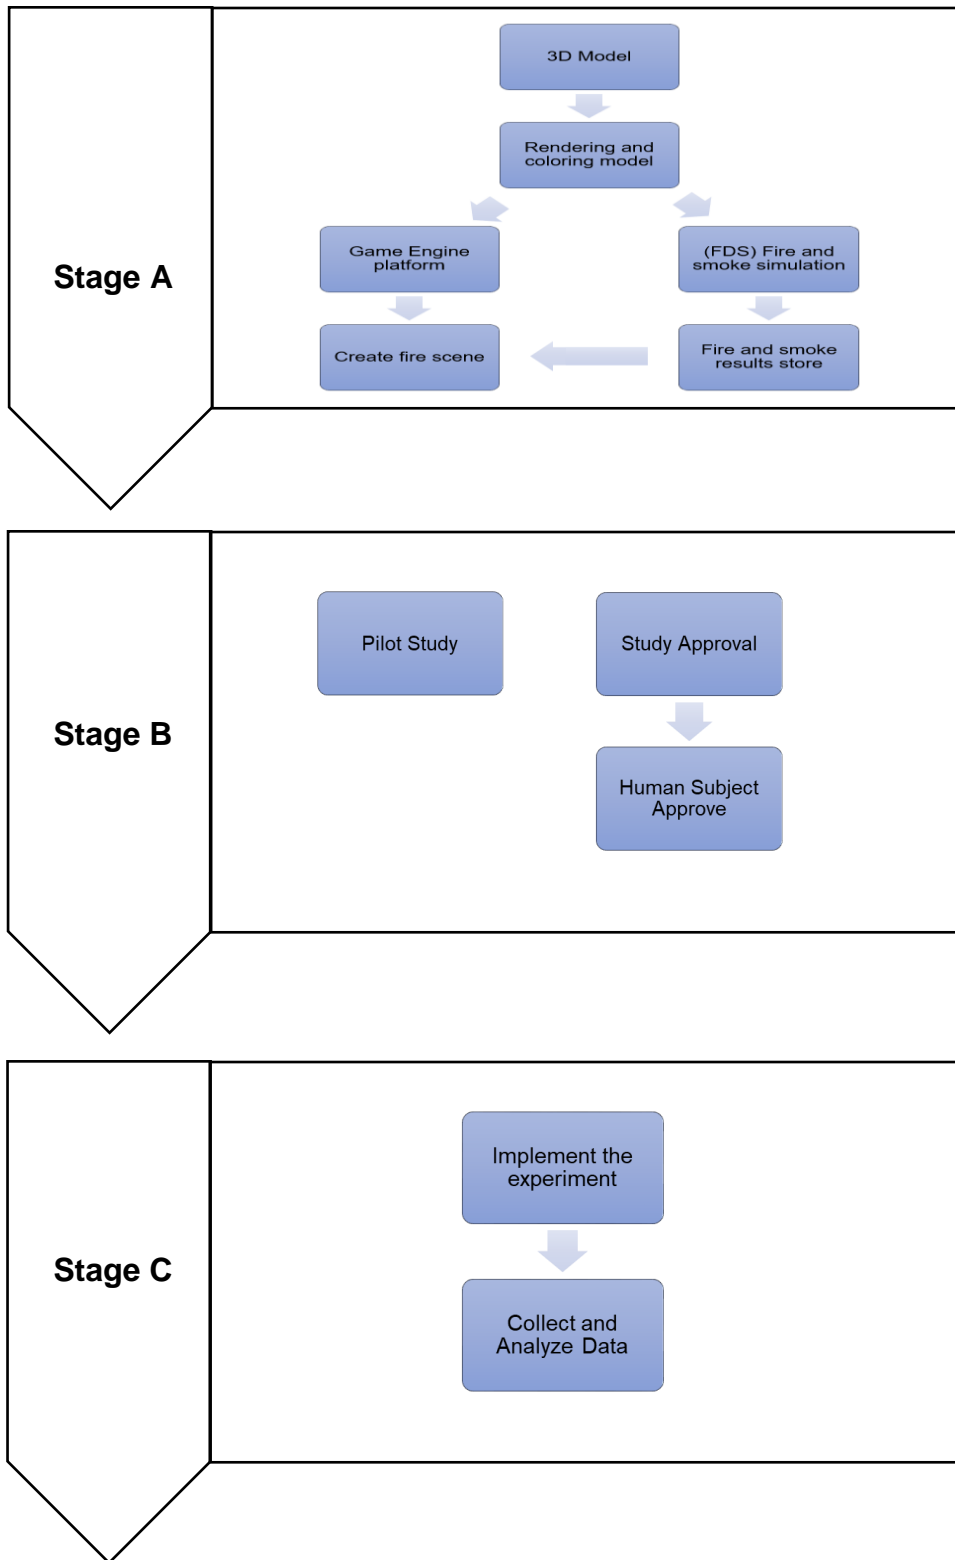 Stage A
3D Model
Rendering and
coloring model
Game Engine
platform
(FDS) Fire and
smoke simulation
Create fire scene
Fire and smoke
results store
Stage B
Pilot Study
Study Approval
Human Subject
Approve
Stage C
Implement the
experiment
Collect and
Analyze Data